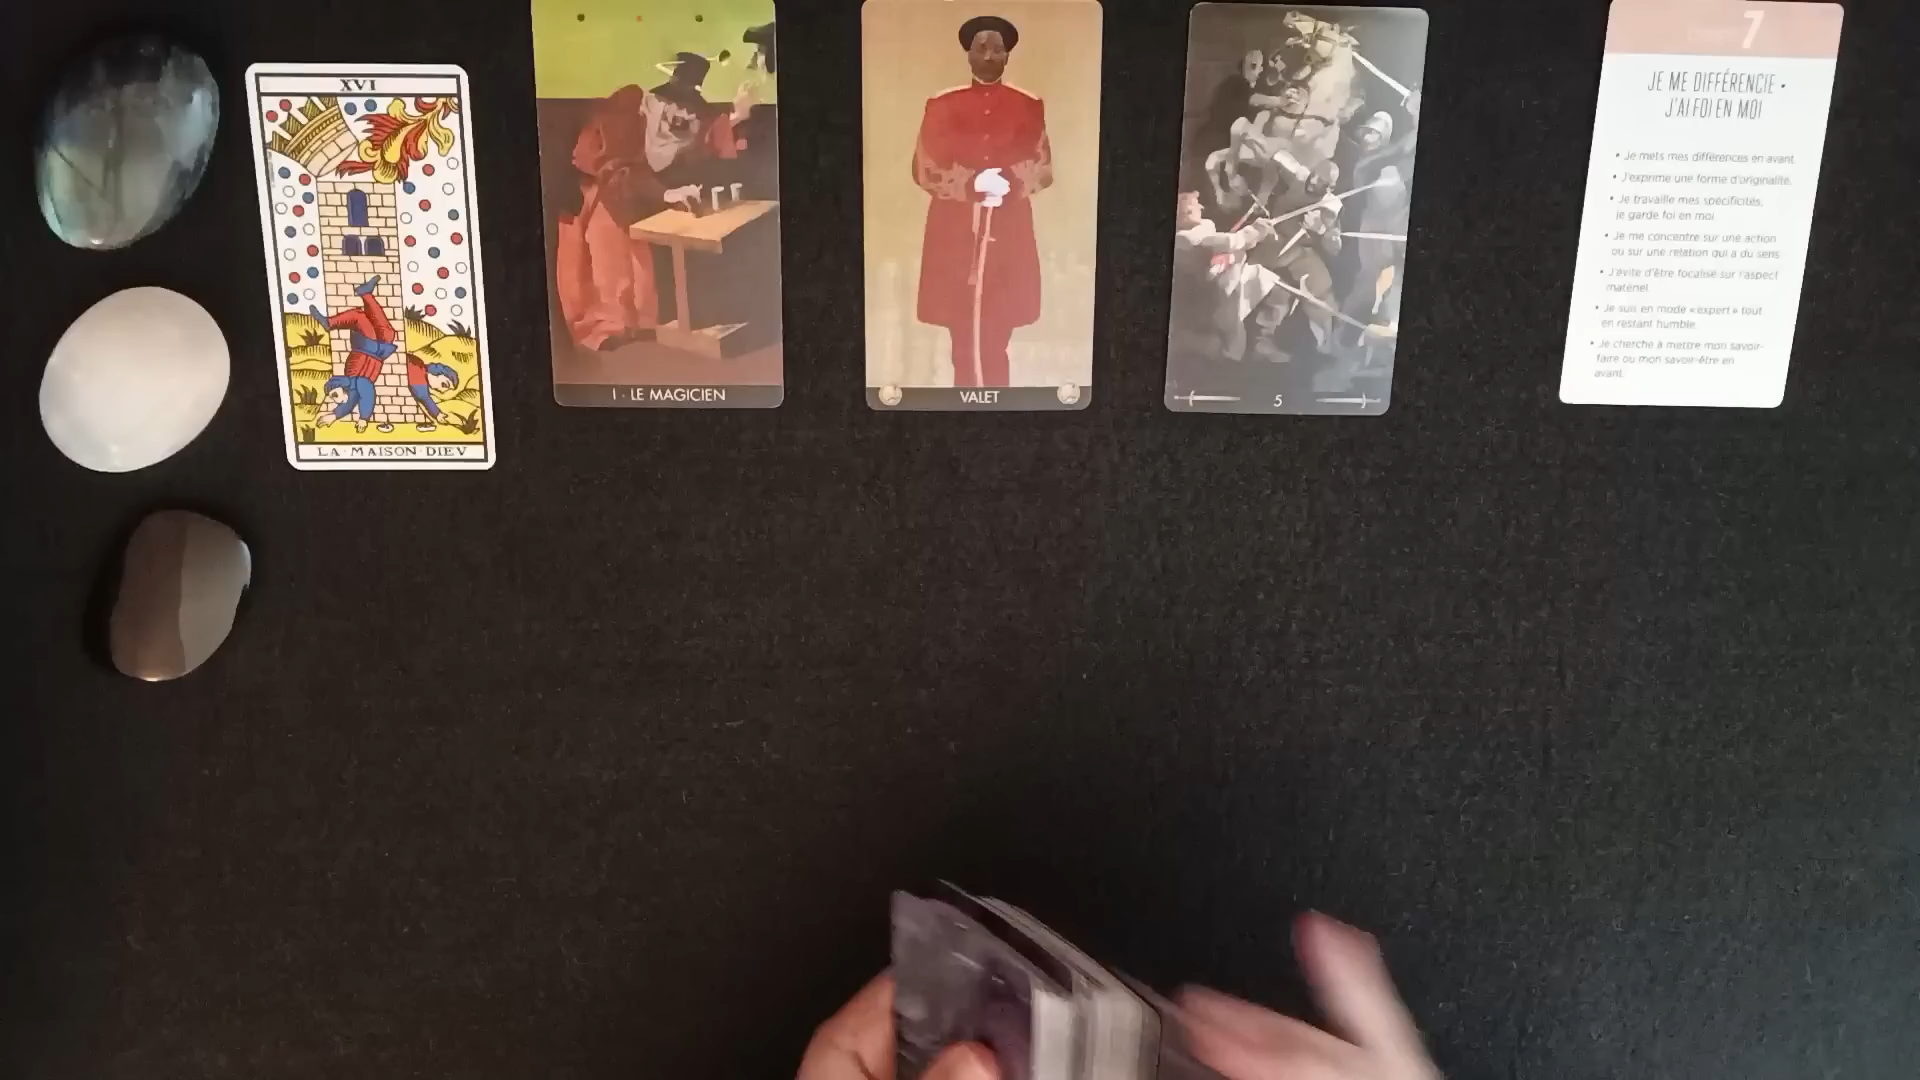 XVI
LA·MAISON·DIEV
I · LE MAGICIEN
VALET
5
7
JE ME DIFFÉRENCIE •
J'AI FOI EN MOI
• Je mets mes différences en avant.
• J'exprime une forme d'originalité.
• Je travaille mes spécificités,
je garde foi en moi.
• Je me concentre sur une action
ou sur une relation qui a du sens.
• J'évite d'être focalisé sur l'aspect
matériel.
• Je suis en mode « expert » tout
en restant humble.
• Je cherche à mettre mon savoir-
faire ou mon savoir-être en
avant.